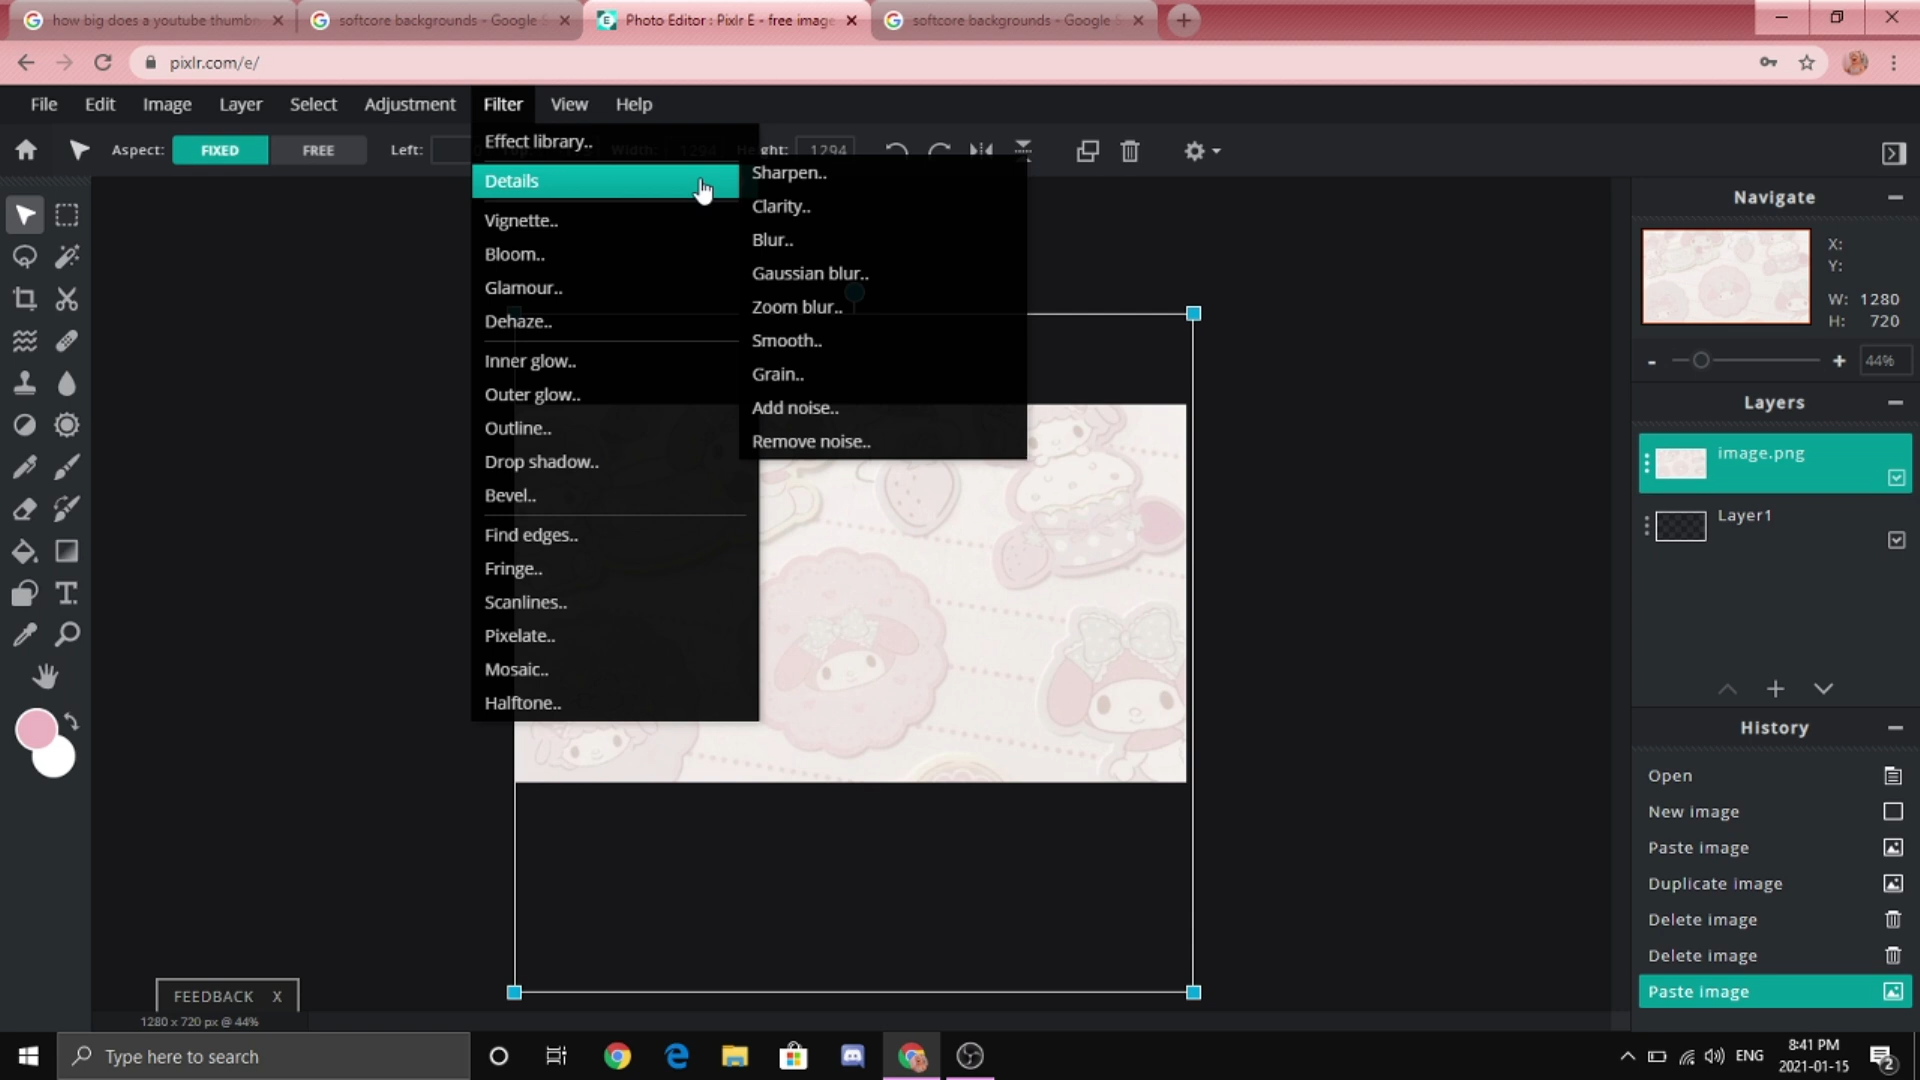 how big does a youtube thumbn
softcore backgrounds - Google S
Photo Editor : Pixlr E - free image
softcore backgrounds - Google S
pixlr.com/e/
File Edit Image Layer Select Adjustment Filter View Help
Aspect: FIXED FREE Left: Width: 1294 Height: 1294
Effect library..
Details
Vignette..
Bloom..
Glamour..
Dehaze..
Inner glow..
Outer glow..
Outline..
Drop shadow..
Bevel..
Find edges..
Fringe..
Scanlines..
Pixelate..
Mosaic..
Halftone..
Sharpen..
Clarity..
Blur..
Gaussian blur..
Zoom blur..
Smooth..
Grain..
Add noise..
Remove noise..
Navigate
X:
Y:
W: 1280
H: 720
44%
Layers
image.png
Layer1
History
Open
New image
Paste image
Duplicate image
Delete image
Delete image
Paste image
FEEDBACK X
1280 x 720 px @ 44%
Type here to search
ENG
8:41 PM
2021-01-15
2